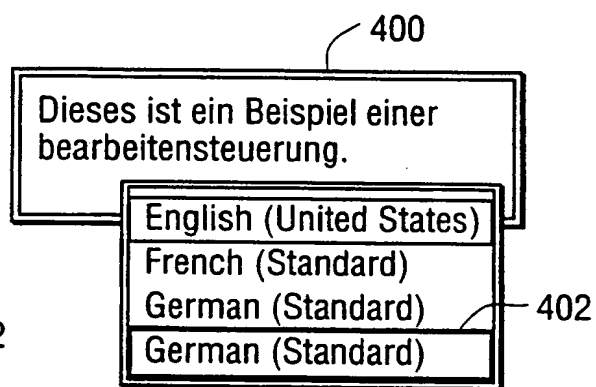 400
Dieses ist ein Beispiel einer
bearbeitensteuerung.
English (United States)
French (Standard)
German (Standard)
402
German (Standard)
2